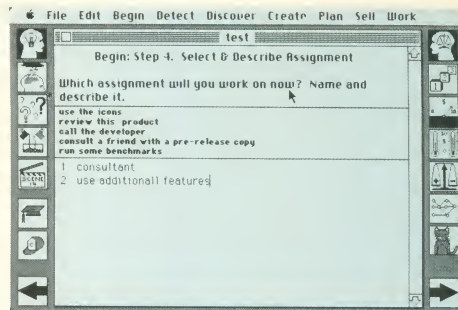 File Edit Begin Detect Discover Create Plan Sell Work
test
Begin: Step 4. Select & Describe Assignment
Which assignment will you work on now? Name and
describe it.
use the icons
review this product
call the developer
consult a friend with a pre-release copy
run some benchmarks
1 consultant
2 use additionall features
SCENE